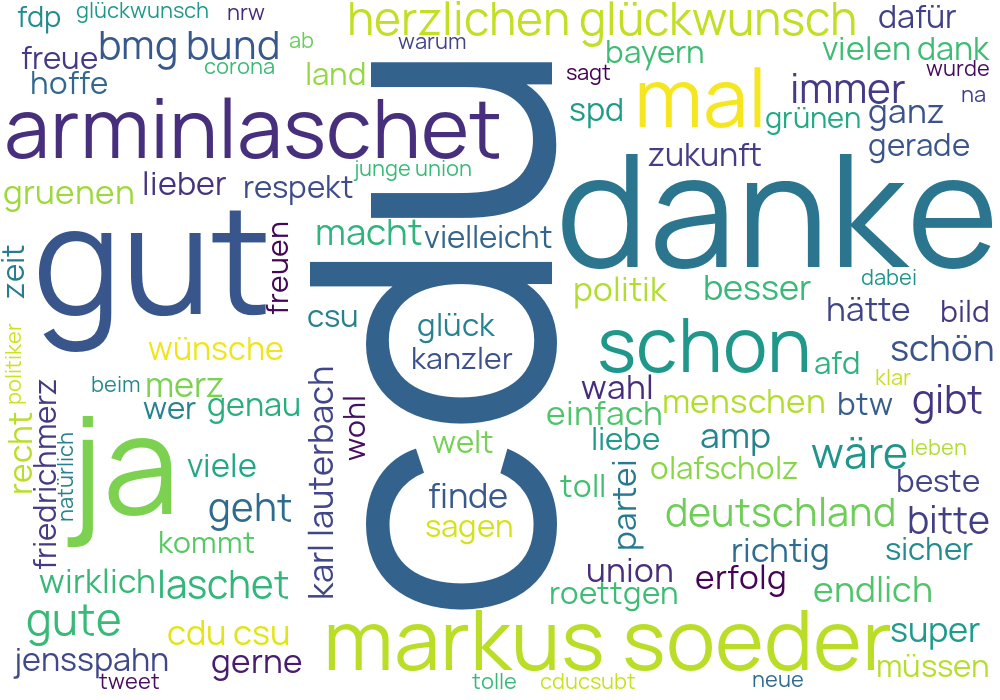 fdp
glückwunsch
nrw
herzlichen glückwunsch
dafür
freue
bmg bund
ab
warum
bayern
vielen dank
hoffe
corona
land
sagt
wurde
arminlaschet
cdu
spd
mal
immer
na
grünen
ganz
junge union
zukunft
gerade
gruenen
lieber
respekt
danke
zeit
gut
freuen
macht
vielleicht
politik
besser
dabei
csu
glück
kanzler
hätte
bild
politiker
wünsche
schon
afd
schön
beim
merz
wer
genau
wahl
klar
recht
friedrichmerz
natürlich
ja
karl lauterbach
wohl
einfach
menschen
btw
gibt
welt
liebe
amp
wäre
leben
viele
finde
sagen
toll
partei
olafscholz
beste
geht
deutschland
bitte
kommt
richtig
sicher
wirklich
laschet
union
erfolg
roettgen
endlich
gute
cdu csu
markus soeder
super
jensspahn
gerne
müssen
tweet
tolle
cducsubt
neue